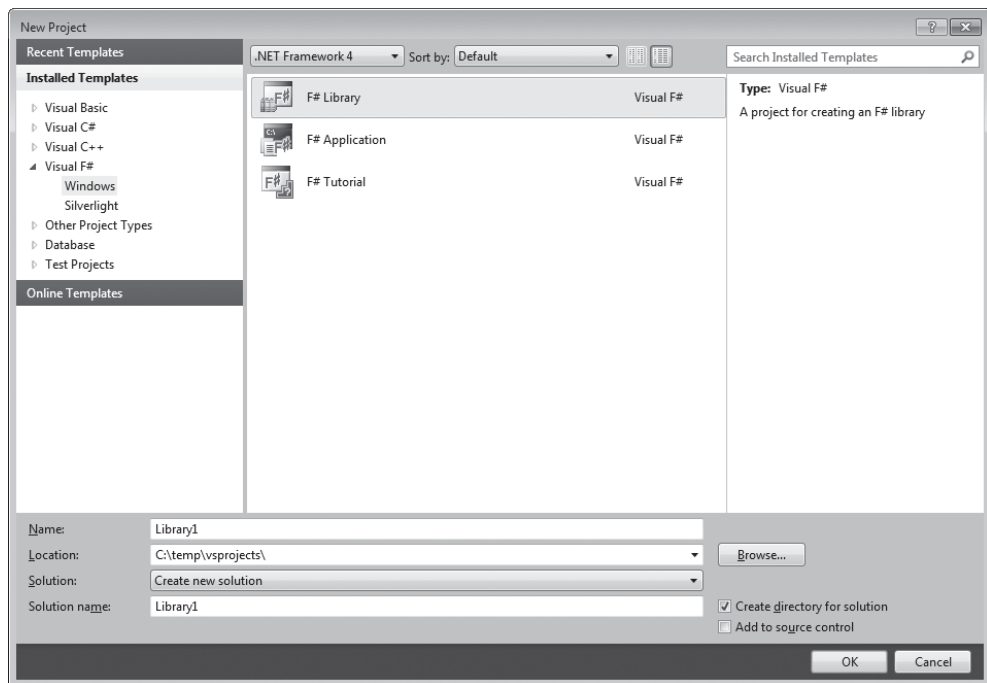 New Project
Recent Templates
Installed Templates
Visual Basic
Visual C#
Visual C++
Visual F#
Windows
Silverlight
Other Project Types
Database
Test Projects
Online Templates
.NET Framework 4 Sort by: Default
F# Library Visual F#
F# Application Visual F#
F# Tutorial Visual F#
Search Installed Templates
Type: Visual F#
A project for creating an F# library
Name: Library1
Location: C:\temp\vsprojects\
Browse...
Solution: Create new solution
Solution name: Library1
Create directory for solution
Add to source control
OK Cancel